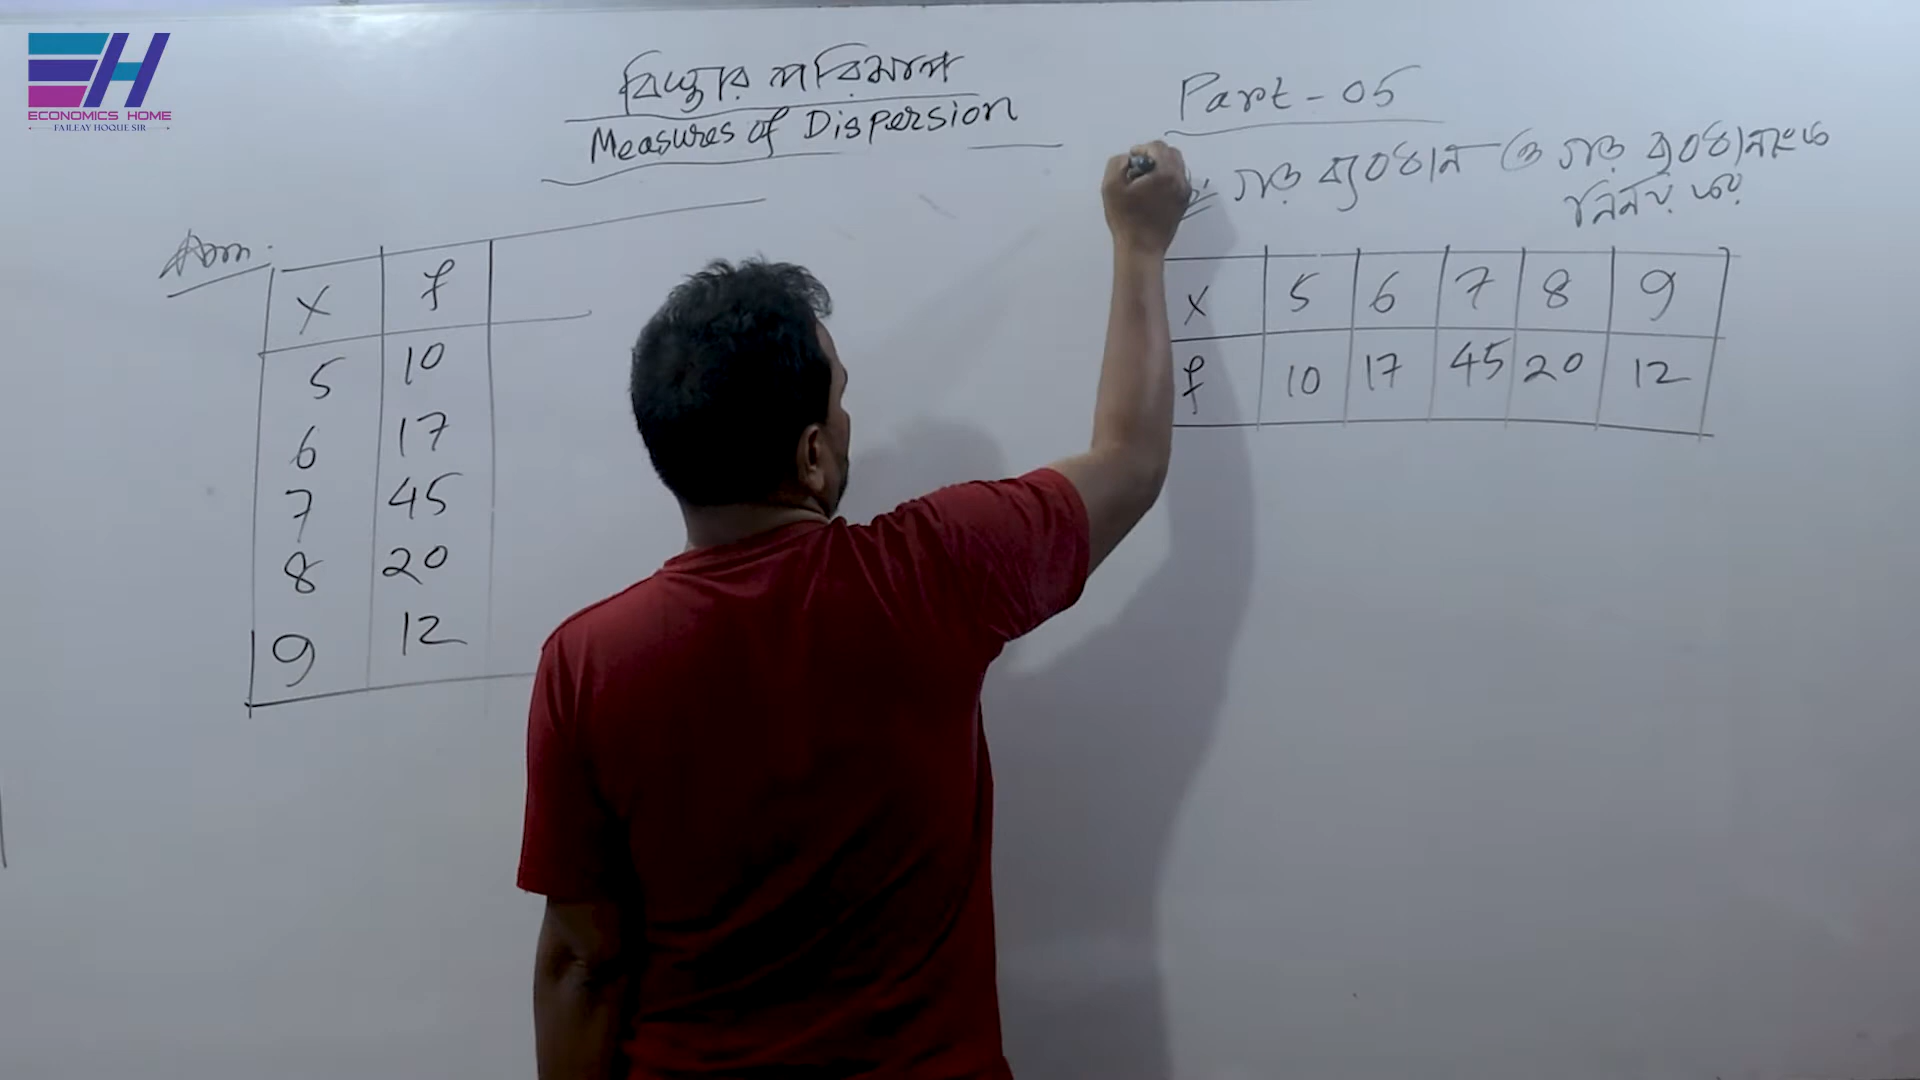 ECONOMICS HOME
FAILEAY HOQUE SIR
বিস্তার পরিমাপ
Measures of Dispersion
Part-05
গড় ব্যবধান ও গড় ব্যবধানাংক
নির্ণয় কর
X 5 6 7 8 9
f 10 17 45 20 12
X f
5 10
6 17
7 45
8 20
9 12